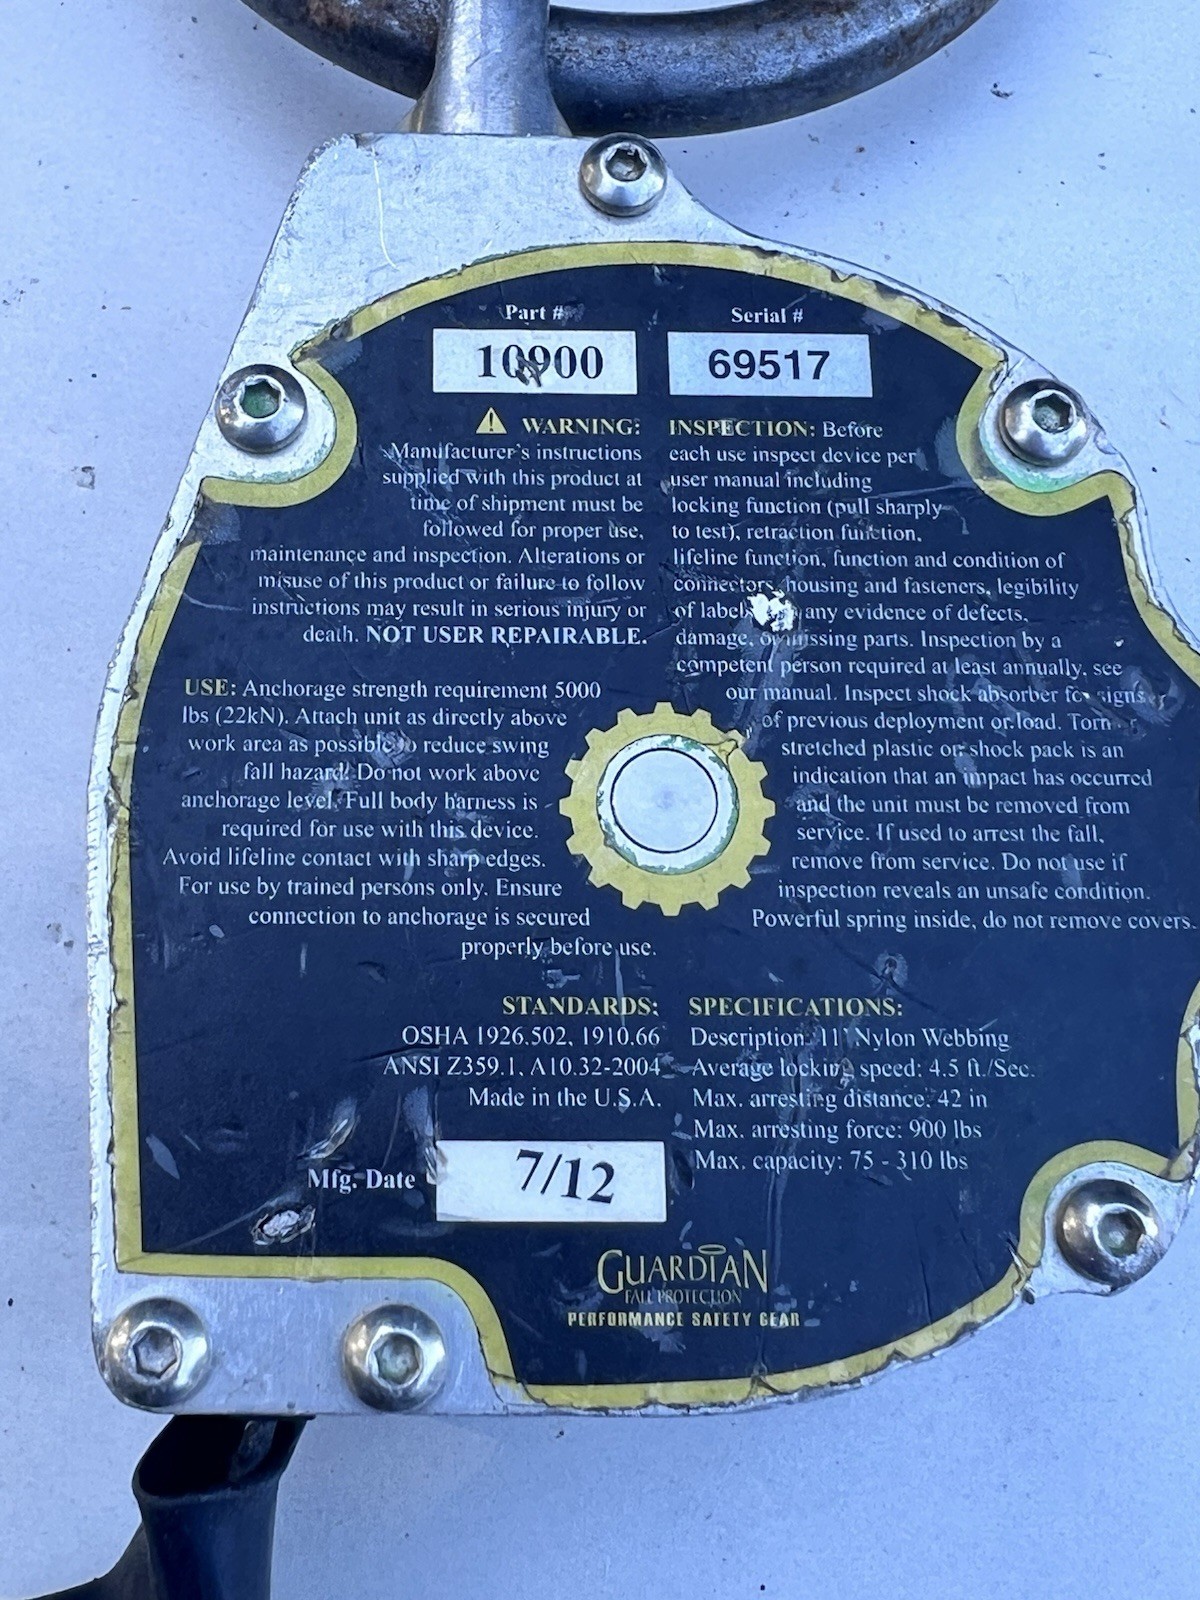 Part #
10900
Serial #
69517
WARNING:
Manufacturer's instructions
supplied with this product at
time of shipment must be
followed for proper use,
maintenance and inspection. Alterations or
misuse of this product or failure to follow
instructions may result in serious injury or
death. NOT USER REPAIRABLE.
INSPECTION: Before
each use inspect device per
user manual including
locking function (pull sharply
to test), retraction function,
lifeline function, function and condition of
connectors, housing and fasteners, legibility
of any evidence of defects,
damage, or missing parts. Inspection by a
competent person required at least annually, see
our manual. Inspect shock absorber for signs
of previous deployment or load. Torn or
stretched plastic on shock pack is an
indication that an impact has occurred
and the unit must be removed from
service. If used to arrest the fall,
remove from service. Do not use if
inspection reveals an unsafe condition.
Powerful spring inside, do not remove covers.
USE: Anchorage strength requirement 5000
lbs (22kN). Attach unit as directly above
work area as possible to reduce swing
fall hazard. Do not work above
anchorage level. Full body harness is
required for use with this device.
Avoid lifeline contact with sharp edges.
For use by trained persons only. Ensure
connection to anchorage is secured
properly before use.
STANDARDS:
OSHA 1926.502, 1910.66
ANSI Z359.1, A10.32-2004
Made in the U.S.A.
SPECIFICATIONS:
Description: 11' Nylon Webbing
Average locking speed: 4.5 ft./Sec.
Max. arresting distance: 42 in
Max. arresting force: 900 lbs
Max. capacity: 75 - 310 lbs
Mfg. Date
7/12
GUARDIAN
FALL PROTECTION
PERFORMANCE SAFETY GEAR